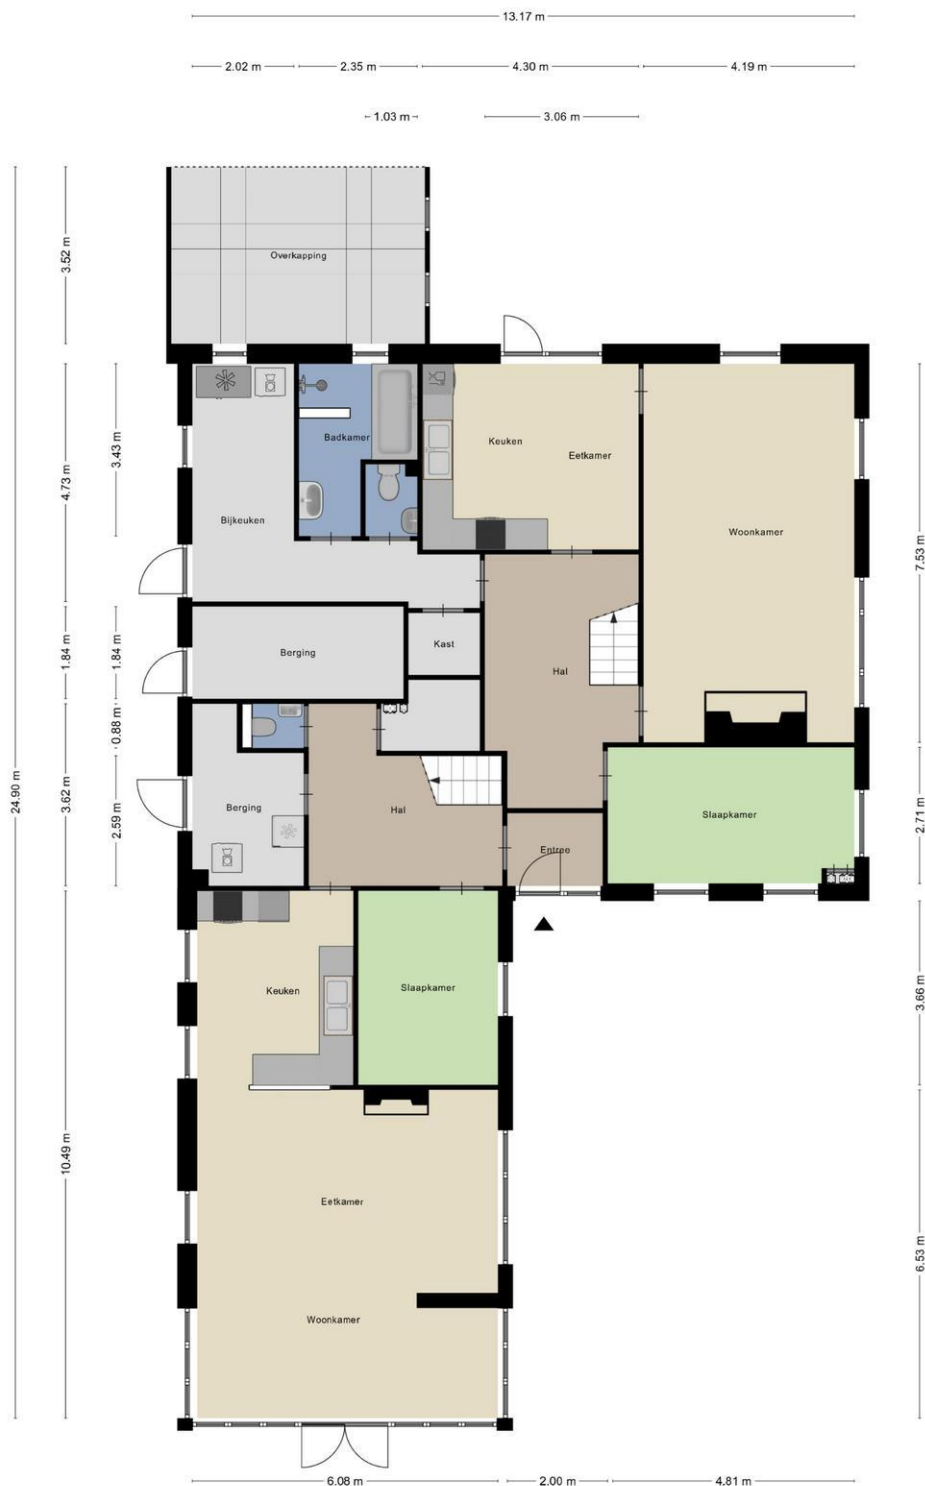 13.17 m
2.02 m 2.35 m 4.30 m 4.19 m
1.03 m 3.06 m
3.52 m
Overkapping
3.43 m
Badkamer
Keuken
Eetkamer
4.73 m
Bijkeuken
Woonkamer
7.53 m
1.84 m
1.84 m
Berging
Kast
Hal
0.88 m
24.90 m
3.62 m
2.59 m
Berging
Hal
Entree
Slaapkamer
2.71 m
Keuken
Slaapkamer
3.66 m
10.49 m
Eetkamer
6.53 m
Woonkamer
6.08 m 2.00 m 4.81 m